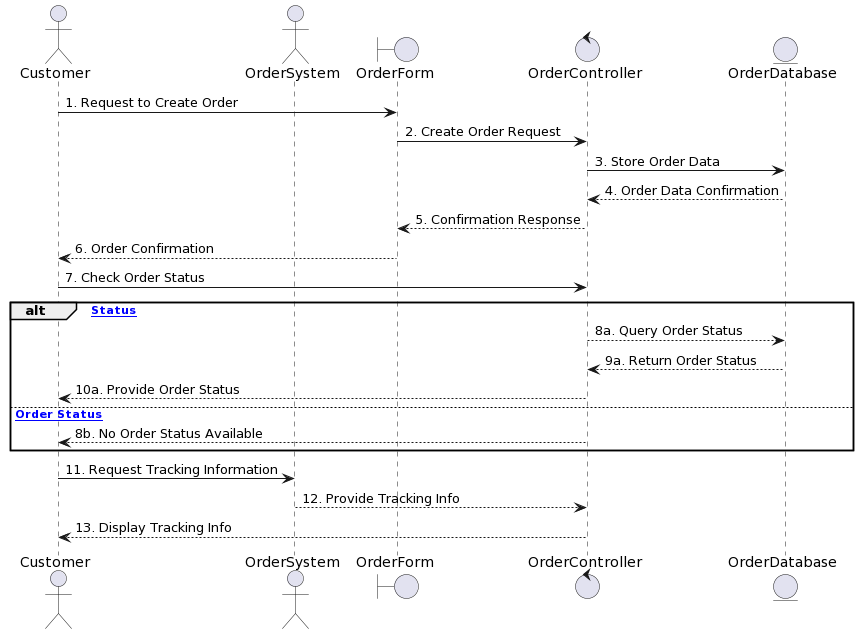 Customer OrderSystem OrderForm OrderController OrderDatabase
1. Request to Create Order
2. Create Order Request
3. Store Order Data
4. Order Data Confirmation
5. Confirmation Response
6. Order Confirmation
7. Check Order Status
alt Status
8a. Query Order Status
9a. Return Order Status
10a. Provide Order Status
Order Status
8b. No Order Status Available
11. Request Tracking Information
12. Provide Tracking Info
13. Display Tracking Info
Customer OrderSystem OrderForm OrderController OrderDatabase